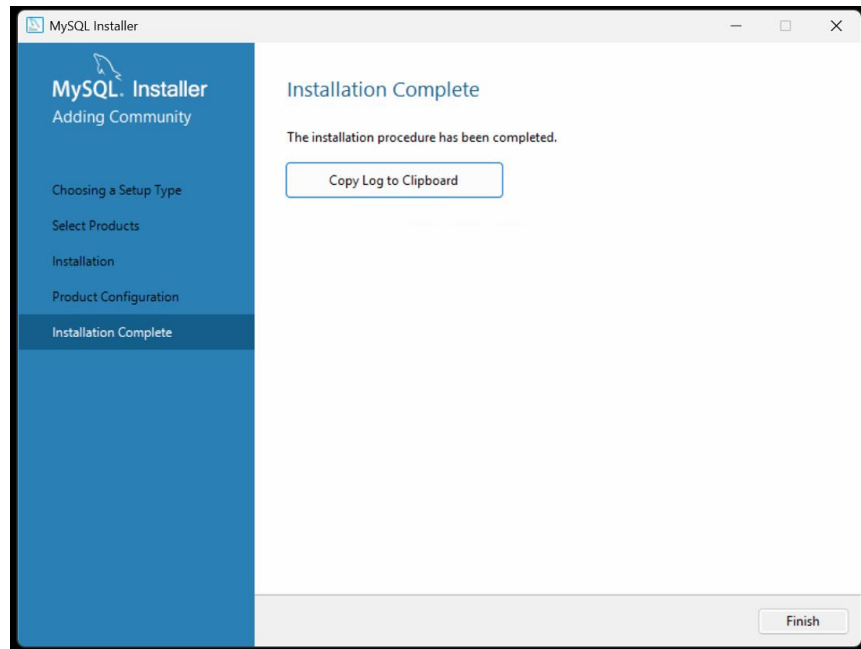 MySQL Installer
MySQL. Installer
Adding Community
Choosing a Setup Type
Select Products
Installation
Product Configuration
Installation Complete
Installation Complete
The installation procedure has been completed.
Copy Log to Clipboard
Finish